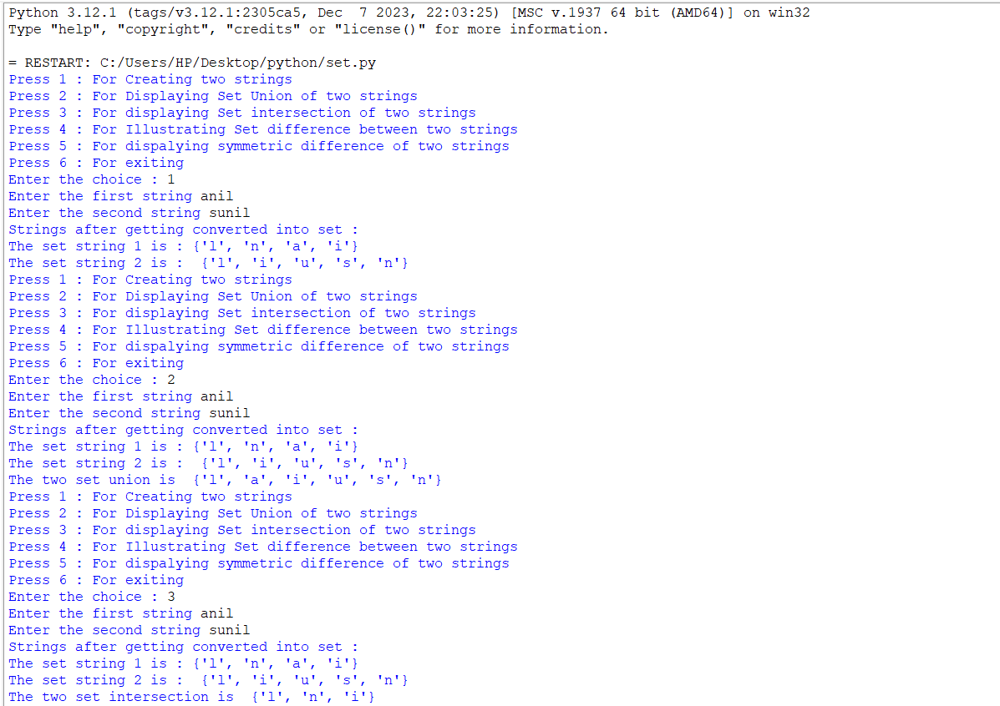 Python 3.12.1 (tags/v3.12.1:2305ca5, Dec  7 2023, 22:03:25) [MSC v.1937 64 bit (AMD64)] on win32
Type "help", "copyright", "credits" or "license()" for more information.
= RESTART: C:/Users/HP/Desktop/python/set.py
Press 1 : For Creating two strings
Press 2 : For Displaying Set Union of two strings
Press 3 : For displaying Set intersection of two strings
Press 4 : For Illustrating Set difference between two strings
Press 5 : For dispalying symmetric difference of two strings
Press 6 : For exiting
Enter the choice : 1
Enter the first string anil
Enter the second string sunil
Strings after getting converted into set :
The set string 1 is : {'l', 'n', 'a', 'i'}
The set string 2 is :  {'l', 'i', 'u', 's', 'n'}
Press 1 : For Creating two strings
Press 2 : For Displaying Set Union of two strings
Press 3 : For displaying Set intersection of two strings
Press 4 : For Illustrating Set difference between two strings
Press 5 : For dispalying symmetric difference of two strings
Press 6 : For exiting
Enter the choice : 2
Enter the first string anil
Enter the second string sunil
Strings after getting converted into set :
The set string 1 is : {'l', 'n', 'a', 'i'}
The set string 2 is :  {'l', 'i', 'u', 's', 'n'}
The two set union is  {'l', 'a', 'i', 'u', 's', 'n'}
Press 1 : For Creating two strings
Press 2 : For Displaying Set Union of two strings
Press 3 : For displaying Set intersection of two strings
Press 4 : For Illustrating Set difference between two strings
Press 5 : For dispalying symmetric difference of two strings
Press 6 : For exiting
Enter the choice : 3
Enter the first string anil
Enter the second string sunil
Strings after getting converted into set :
The set string 1 is : {'l', 'n', 'a', 'i'}
The set string 2 is :  {'l', 'i', 'u', 's', 'n'}
The two set intersection is  {'l', 'n', 'i'}